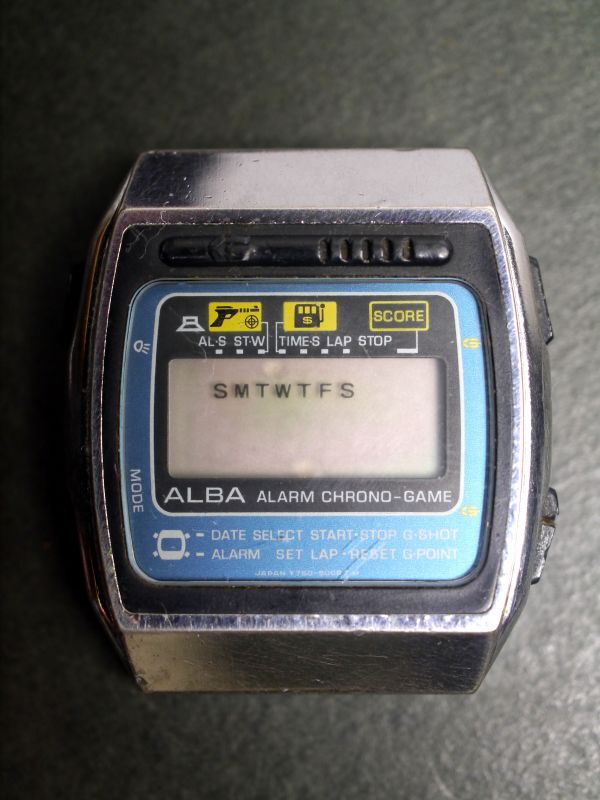 $
SCORE
AL·S ST·W TIME·S LAP STOP
SMTWTFS
MODE
ALBA ALARM CHRONO-GAME
DATE SELECT START·STOP G·SHOT
ALARM SET LAP·RESET G·POINT
JAPAN